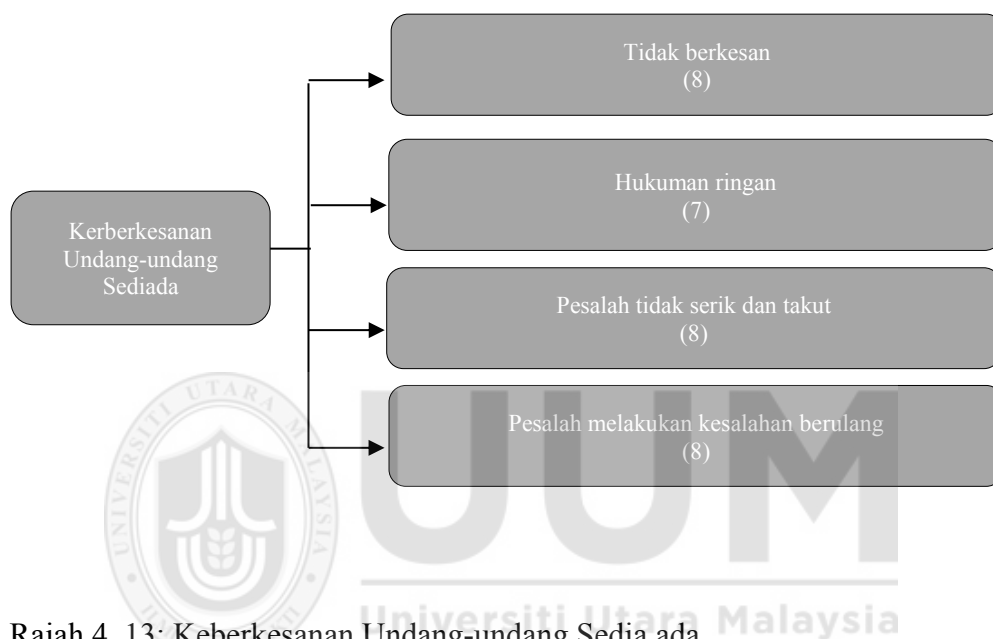 Tidak berkesan
(8)
Hukuman ringan
(7)
Kerberkesanan
Undang-undang
Sediada
Pesalah tidak serik dan takut
(8)
Pesalah melakukan kesalahan berulang
(8)
UNIVERSITI UTARA MALAYSIA
UUM
Universiti Utara Malaysia
Rajah 4. 13: Keberkesanan Undang-undang Sedia ada